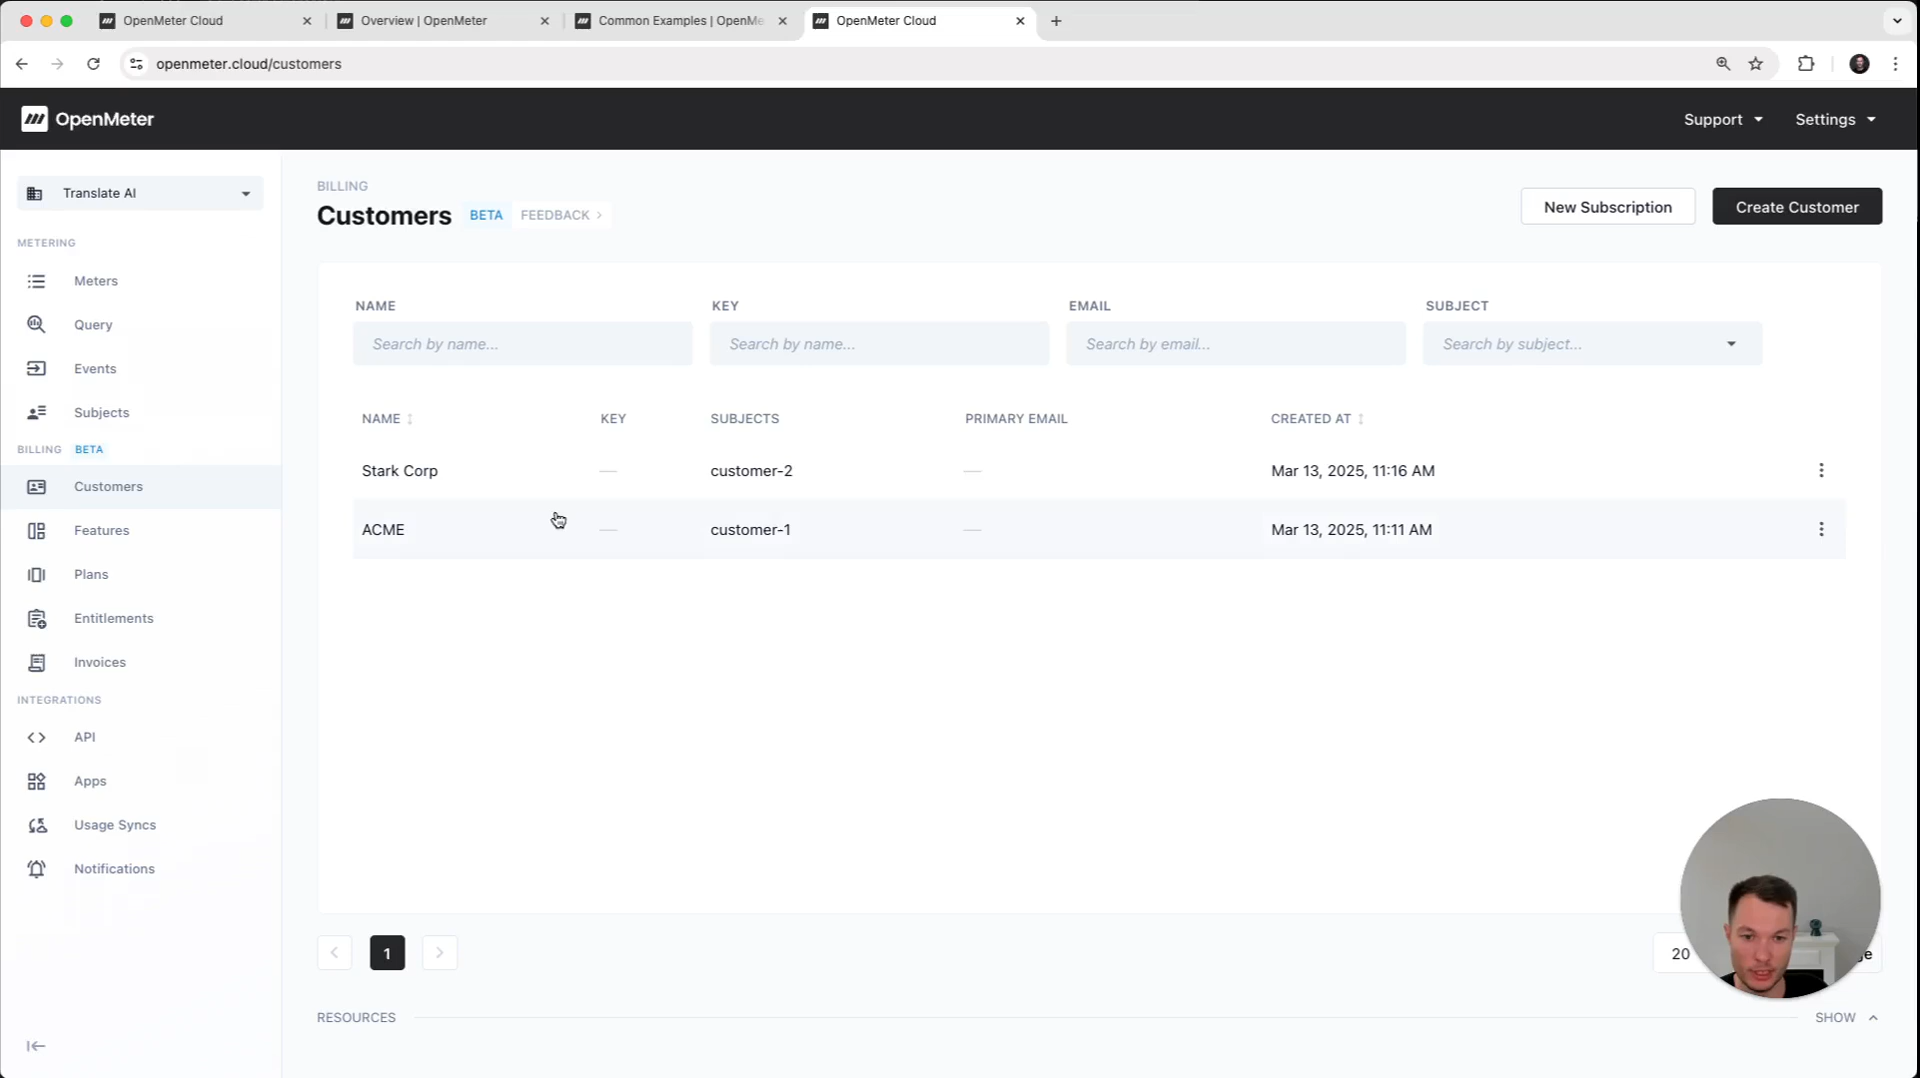 OpenMeter Cloud
Overview | OpenMeter
Common Examples | OpenMe
OpenMeter Cloud
openmeter.cloud/customers
OpenMeter
Support
Settings
Translate AI
METERING
Meters
Query
Events
Subjects
BILLING BETA
Customers
Features
Plans
Entitlements
Invoices
INTEGRATIONS
API
Apps
Usage Syncs
Notifications
BILLING
Customers BETA FEEDBACK
New Subscription
Create Customer
NAME KEY EMAIL SUBJECT
Search by name... Search by name... Search by email... Search by subject...
NAME KEY SUBJECTS PRIMARY EMAIL CREATED AT
Stark Corp — customer-2 — Mar 13, 2025, 11:16 AM
ACME — customer-1 — Mar 13, 2025, 11:11 AM
1
20
RESOURCES SHOW